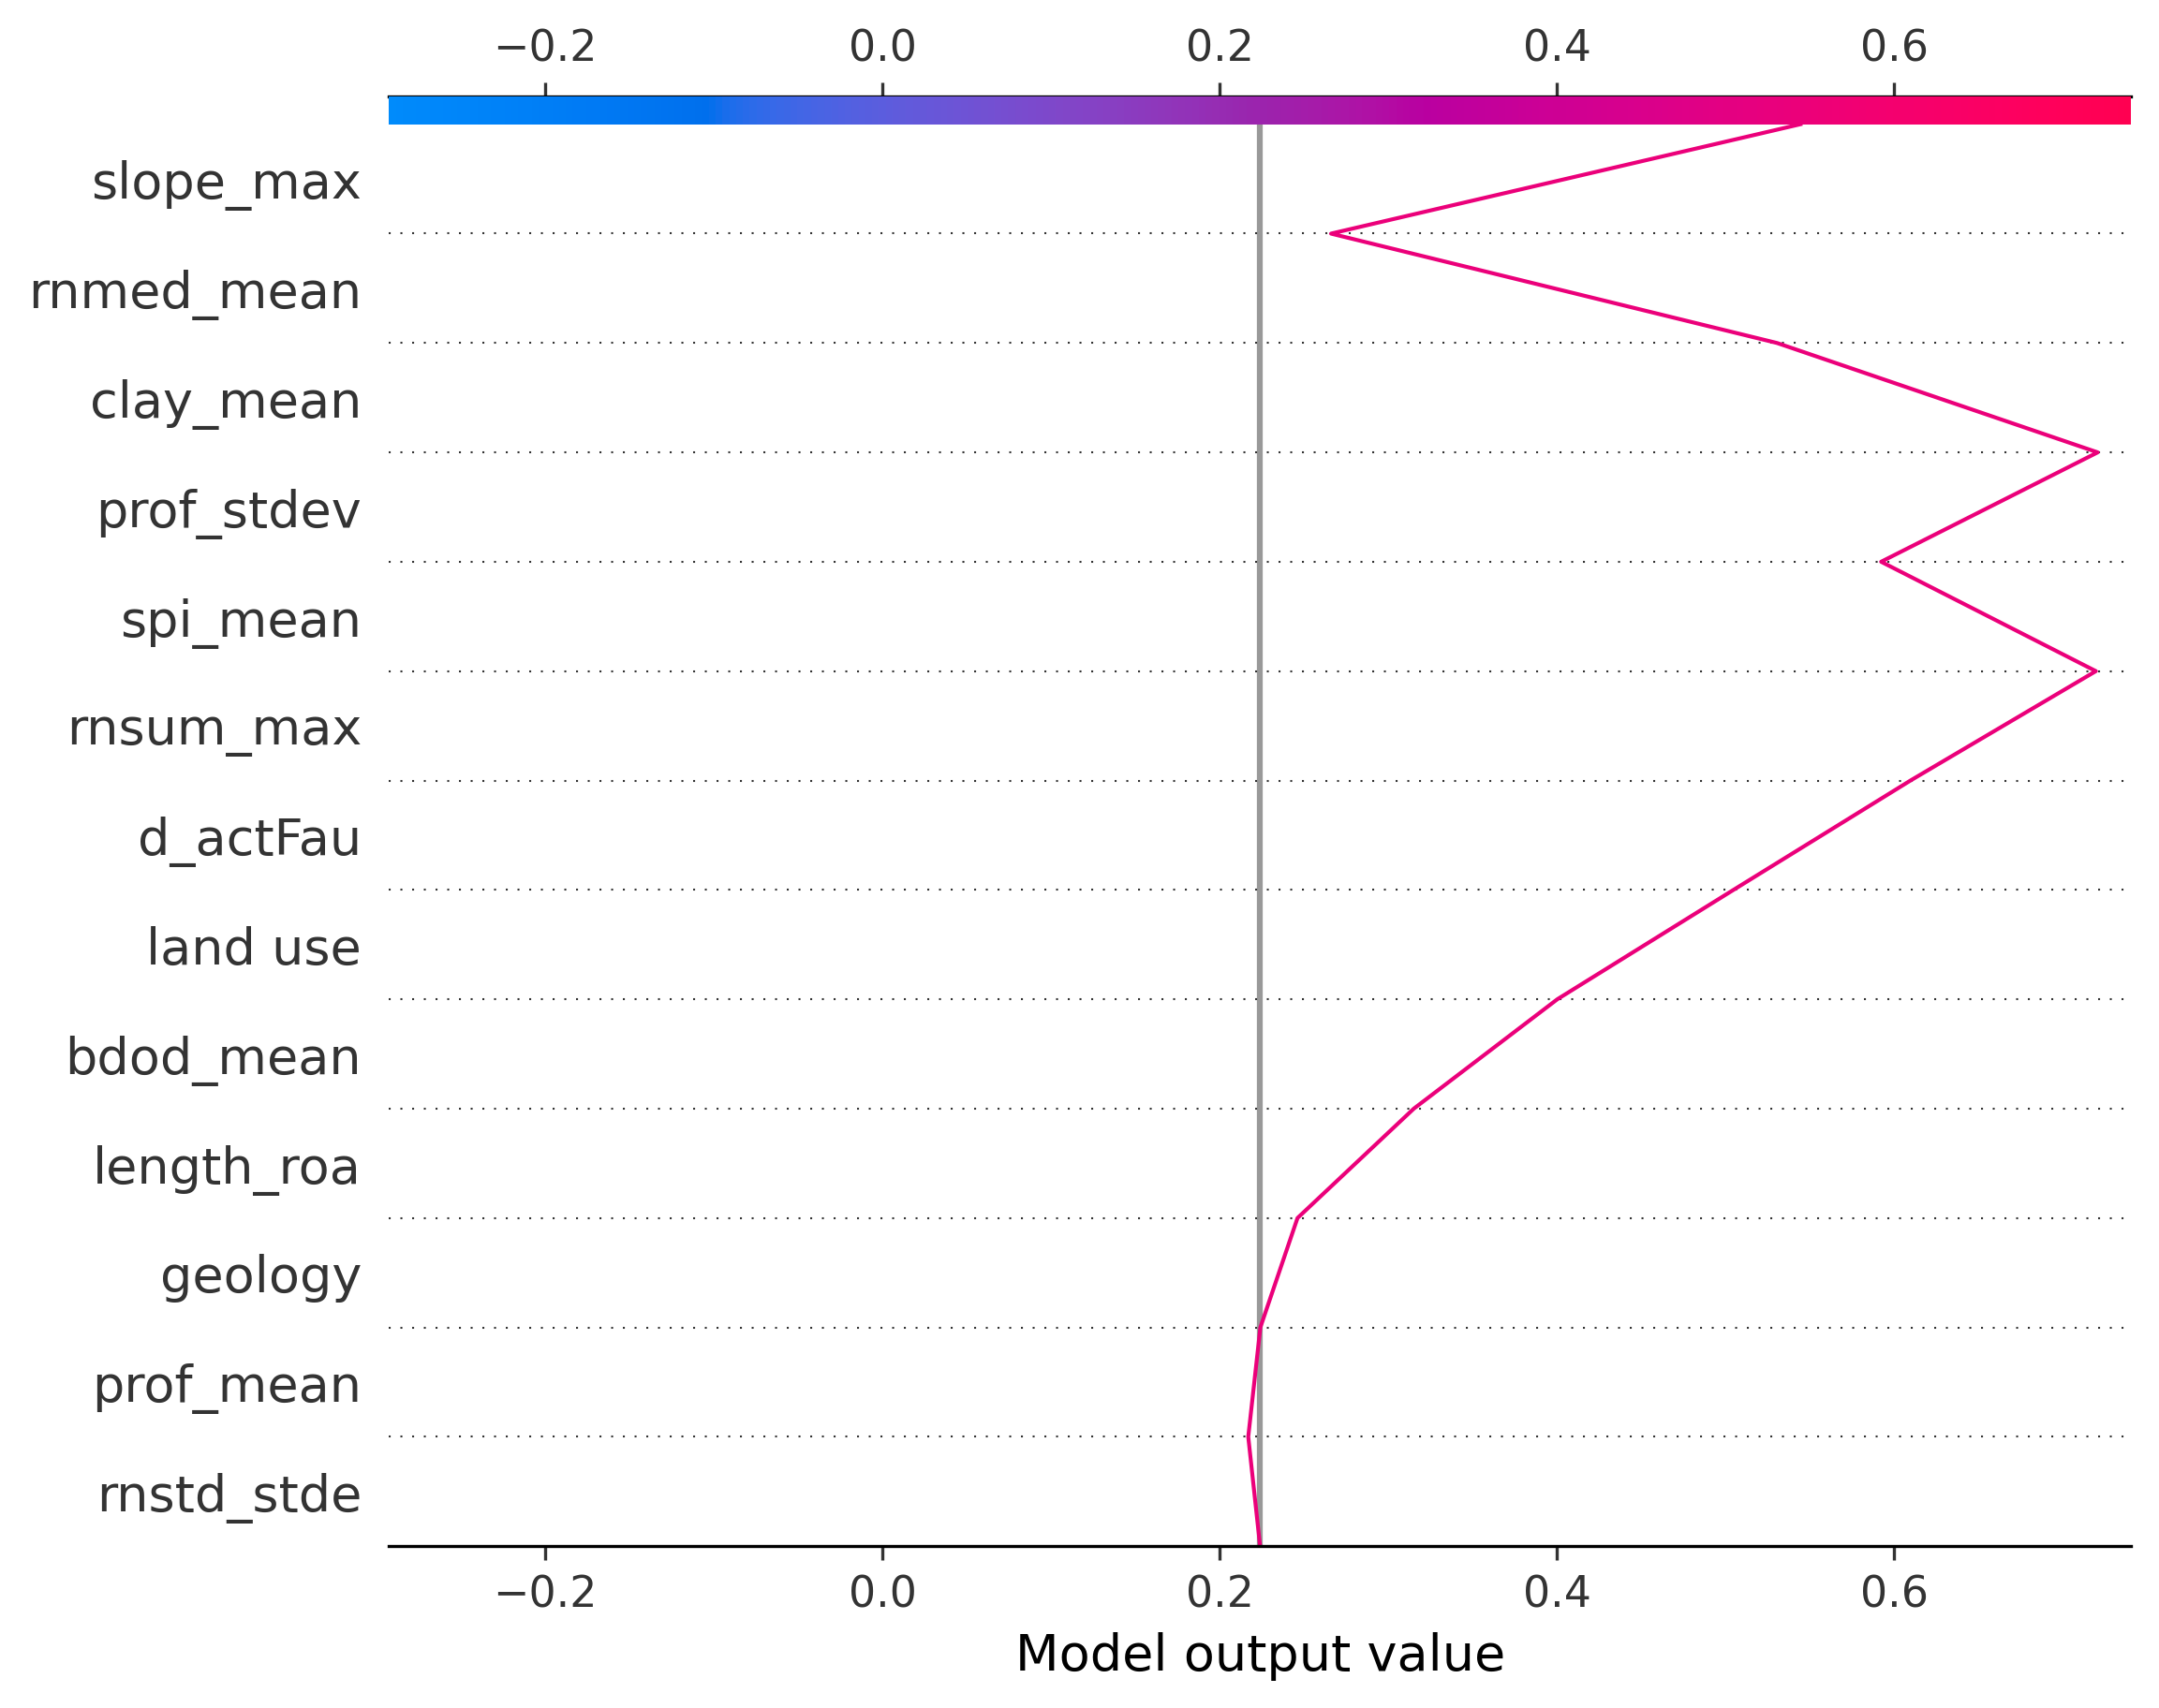 −0.2 0.0 0.2 0.4 0.6
slope_max
rnmed_mean
clay_mean
prof_stdev
spi_mean
rnsum_max
d_actFau
land use
bdod_mean
length_roa
geology
prof_mean
rnstd_stde
−0.2 0.0 0.2 0.4 0.6
Model output value